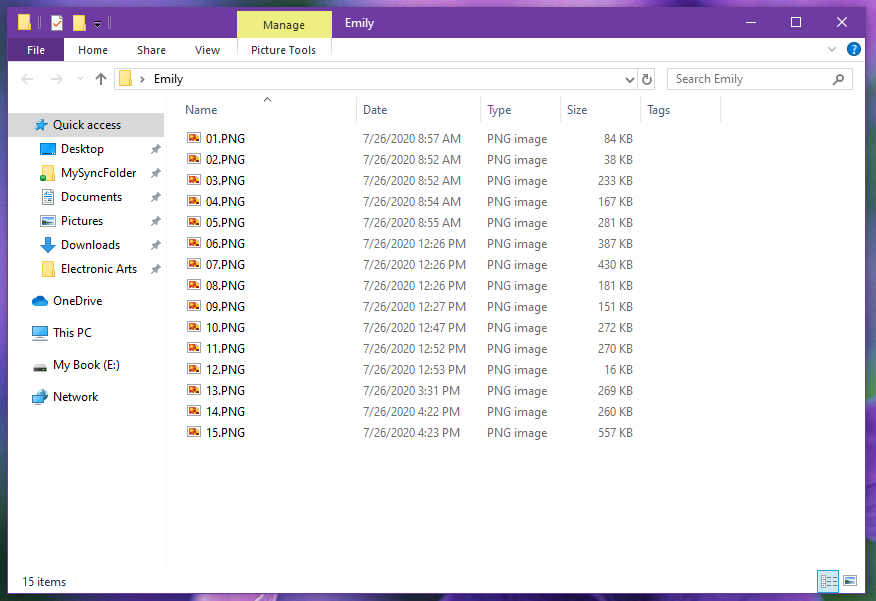 Manage
Emily
File
Home
Share
View
Picture Tools
Emily
Search Emily
Name
Date
Type
Size
Tags
Quick access
Desktop
MySyncFolder
Documents
Pictures
Downloads
Electronic Arts
OneDrive
This PC
My Book (E:)
Network
01.PNG 7/26/2020 8:57 AM PNG image 84 KB
02.PNG 7/26/2020 8:52 AM PNG image 38 KB
03.PNG 7/26/2020 8:52 AM PNG image 233 KB
04.PNG 7/26/2020 8:54 AM PNG image 167 KB
05.PNG 7/26/2020 8:55 AM PNG image 281 KB
06.PNG 7/26/2020 12:26 PM PNG image 387 KB
07.PNG 7/26/2020 12:26 PM PNG image 430 KB
08.PNG 7/26/2020 12:26 PM PNG image 181 KB
09.PNG 7/26/2020 12:27 PM PNG image 151 KB
10.PNG 7/26/2020 12:47 PM PNG image 272 KB
11.PNG 7/26/2020 12:52 PM PNG image 270 KB
12.PNG 7/26/2020 12:53 PM PNG image 16 KB
13.PNG 7/26/2020 3:31 PM PNG image 269 KB
14.PNG 7/26/2020 4:22 PM PNG image 260 KB
15.PNG 7/26/2020 4:23 PM PNG image 557 KB
15 items